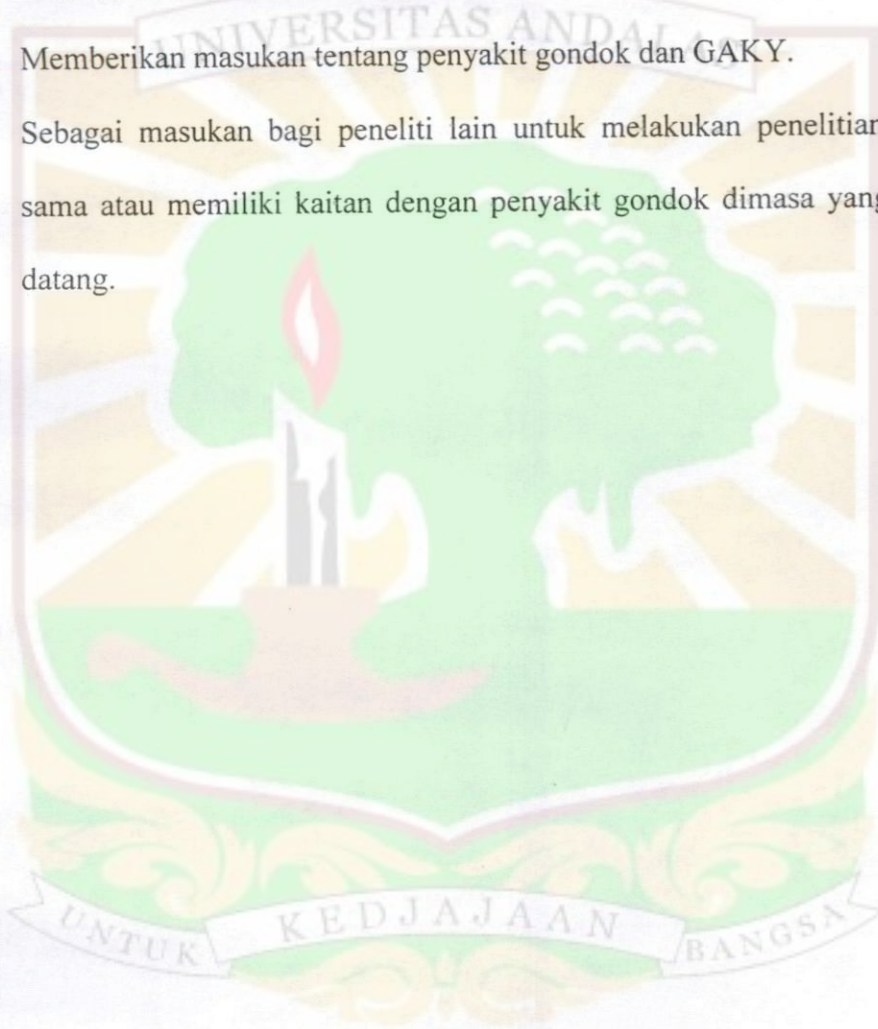 UNIVERSITAS ANDALAS
Memberikan masukan tentang penyakit gondok dan GAKY.
Sebagai masukan bagi peneliti lain untuk melakukan penelitian
sama atau memiliki kaitan dengan penyakit gondok dimasa yang
datang.
UNTUK KEDJAJAAN BANGSA